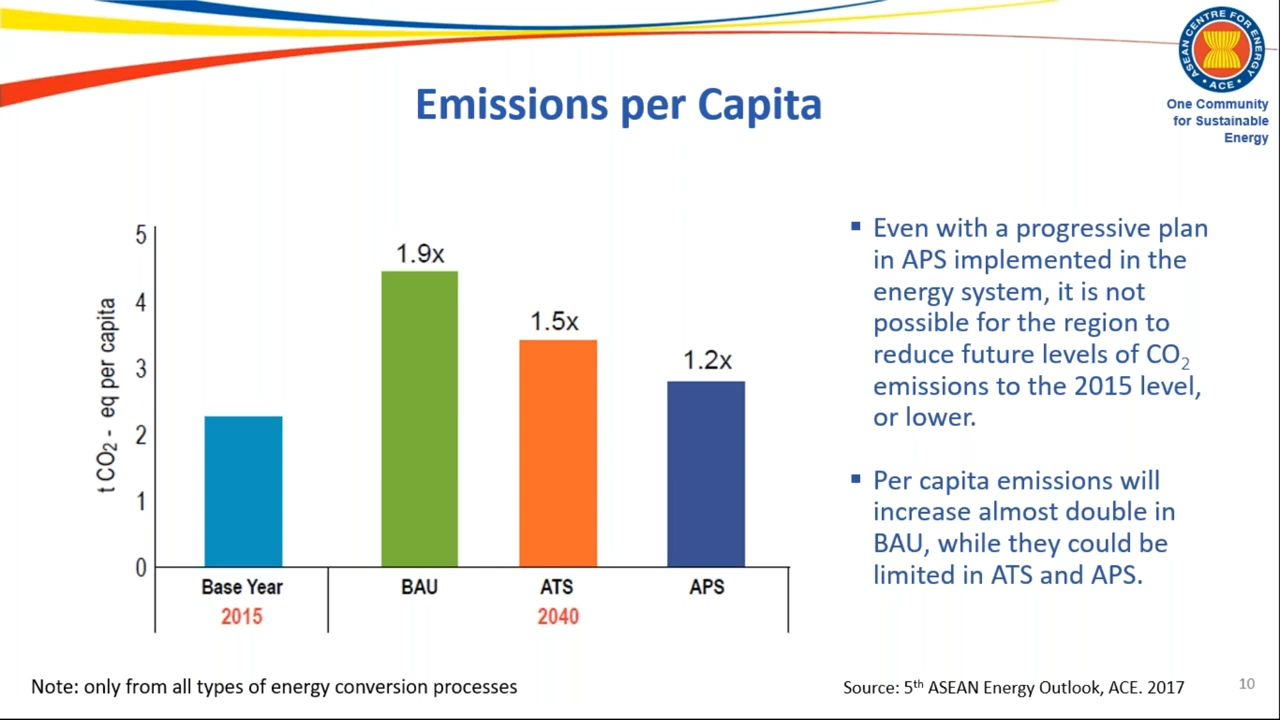 ASEAN CENTRE FOR ENERGY
• ACE •
One Community
for Sustainable
Energy
Emissions per Capita
t CO2 - eq per capita
5
4
3
2
1
0
1.9x
1.5x
1.2x
Base Year
BAU
ATS
APS
2015
2040
▪ Even with a progressive plan
in APS implemented in the
energy system, it is not
possible for the region to
reduce future levels of CO2
emissions to the 2015 level,
or lower.
▪ Per capita emissions will
increase almost double in
BAU, while they could be
limited in ATS and APS.
Note: only from all types of energy conversion processes
Source: 5th ASEAN Energy Outlook, ACE. 2017
10